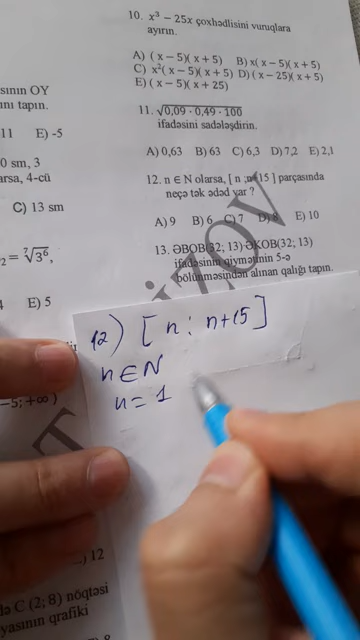 10. x³ − 25x çoxhədlisini vuruqlara
ayırın.
A) (x − 5)(x + 5) B) x(x − 5)(x + 5)
C) x²(x − 5)(x + 5) D) (x − 25)(x + 5)
E) (x − 5)(x + 25)
sının OY
ını tapın.
11 E) -5
11. √0,09 · 0,49 · 100
ifadəsini sadələşdirin.
A) 0,63 B) 63 C) 6,3 D) 7,2 E) 2,1
0 sm, 3
arsa, 4-cü
C) 13 sm
12. n ∈ N olarsa, [n ;n+15] parçasında
neçə tək ədəd var ?
A) 9 B) 6 C) 7 D) 8 E) 10
₂ = ⁷√3⁶,
E) 5
13. ƏBOB(32; 13) ƏKOB(32; 13)
ifadəsinin qiymətinin 5-ə
bölünməsindən alınan qalığı tapın.
12) [n ; n+15]
n ∈ N
n = 1
−5; +∞)
12
lə C (2; 8) nöqtəsi
yasının qrafiki